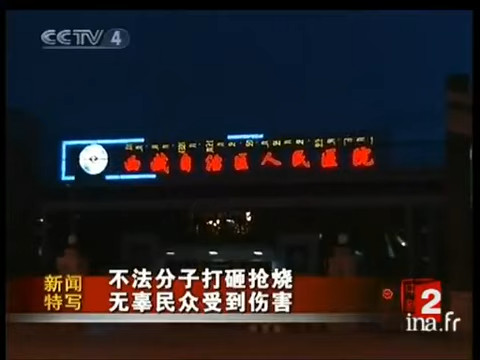 CCTV 4
西藏自治区人民医院
新闻
特写
不法分子打砸抢烧
无辜民众受到伤害
2
ina.fr